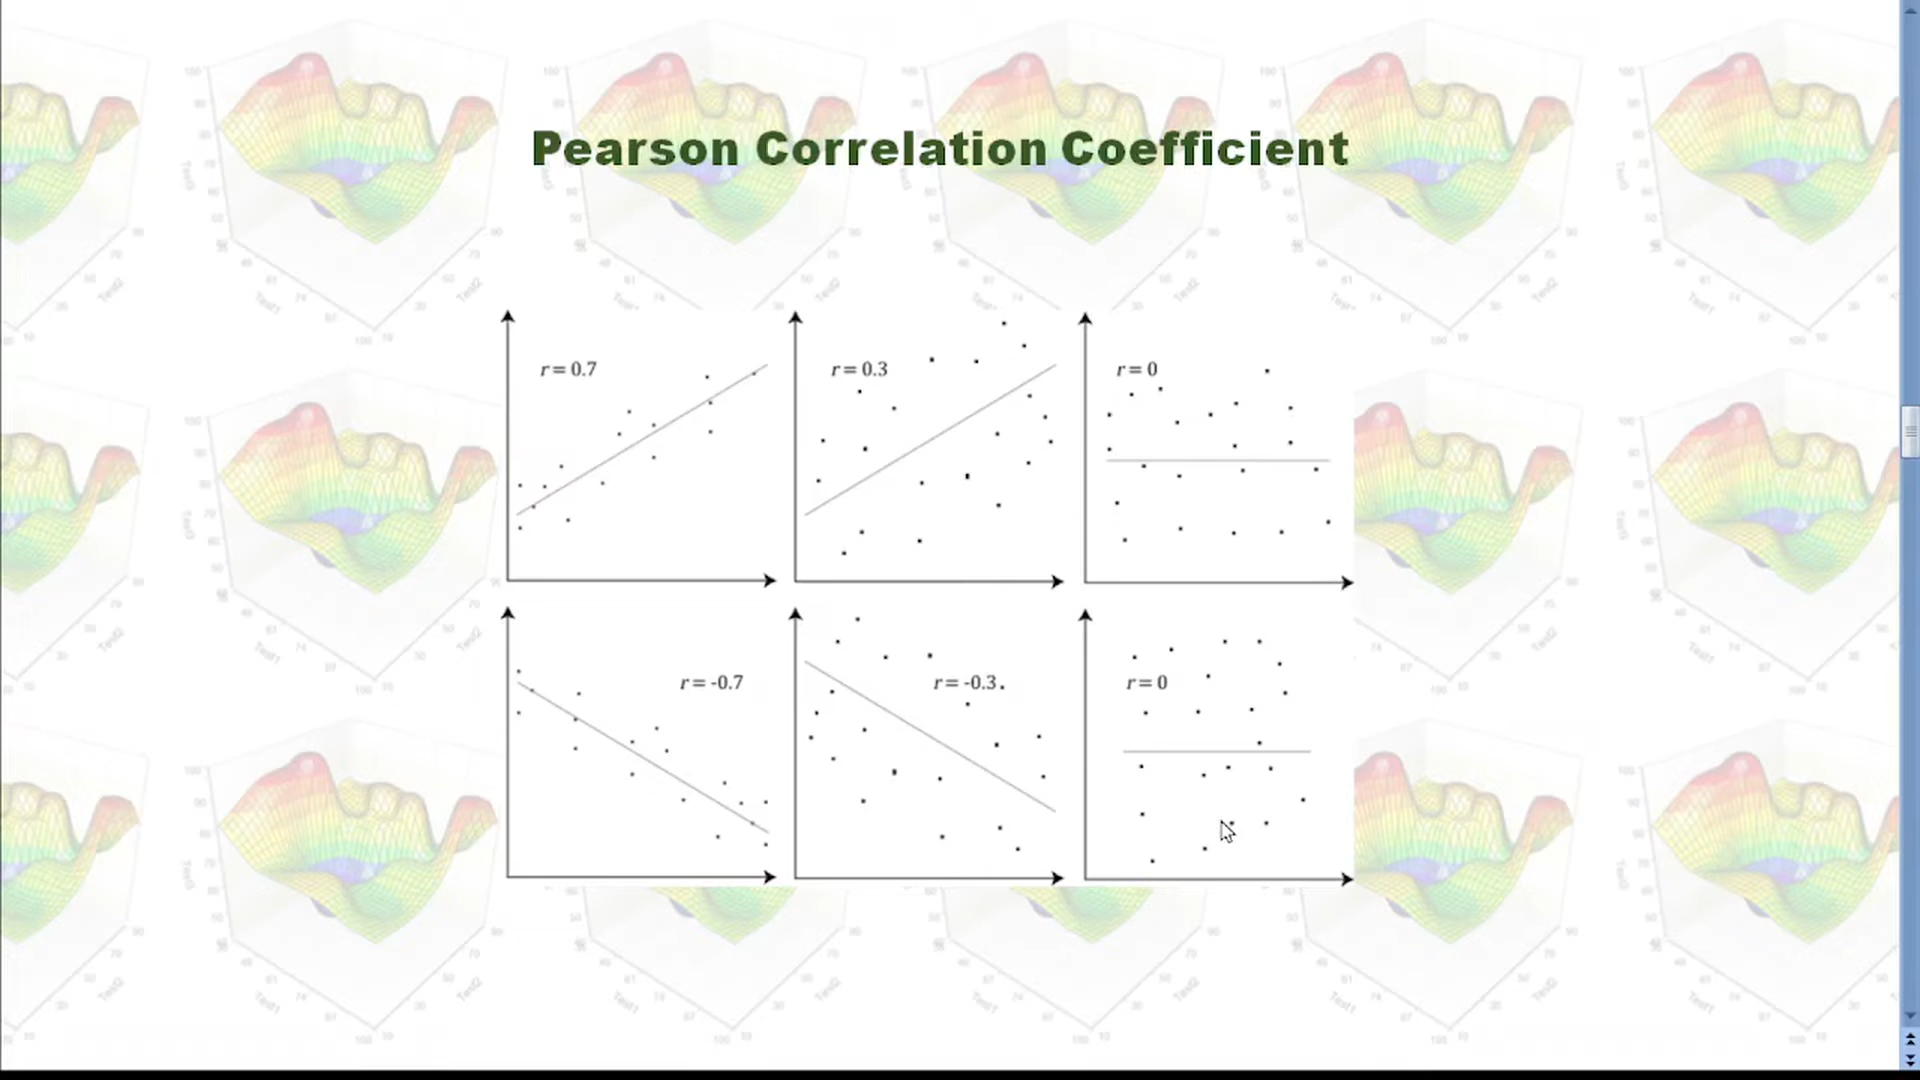 Pearson Correlation Coefficient
r = 0.7
r = 0.3
r = 0
r = -0.7
r = -0.3
r = 0